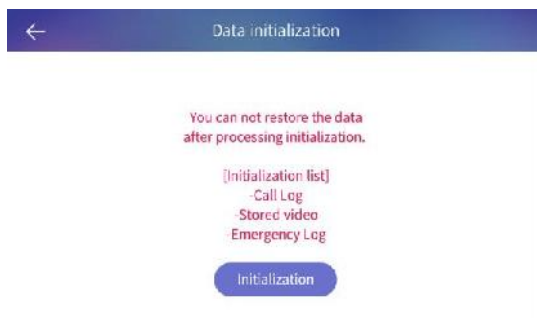 Data initialization
You can not restore the data
after processing initialization.
[Initialization list]
-Call Log
-Stored video
-Emergency Log
Initialization